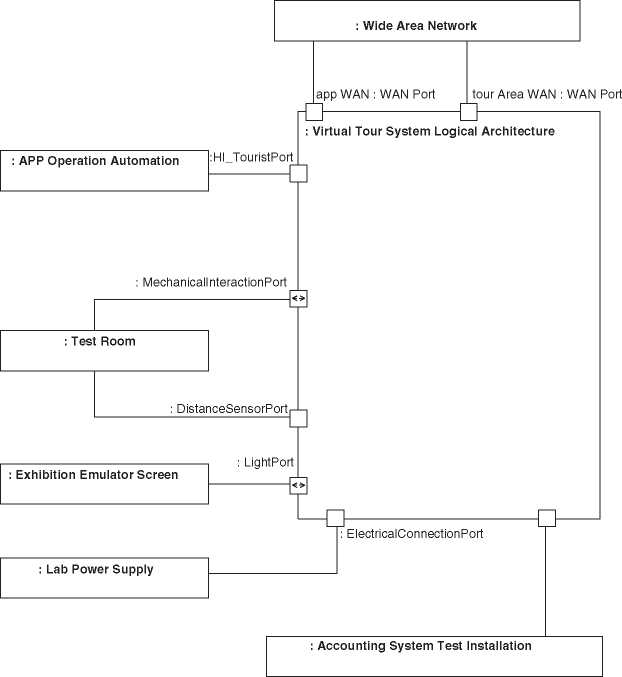 : Wide Area Network
app WAN : WAN Port
tour Area WAN : WAN Port
: Virtual Tour System Logical Architecture
: APP Operation Automation
:HI_TouristPort
: MechanicalInteractionPort
: Test Room
: DistanceSensorPort
: LightPort
: Exhibition Emulator Screen
: ElectricalConnectionPort
: Lab Power Supply
: Accounting System Test Installation